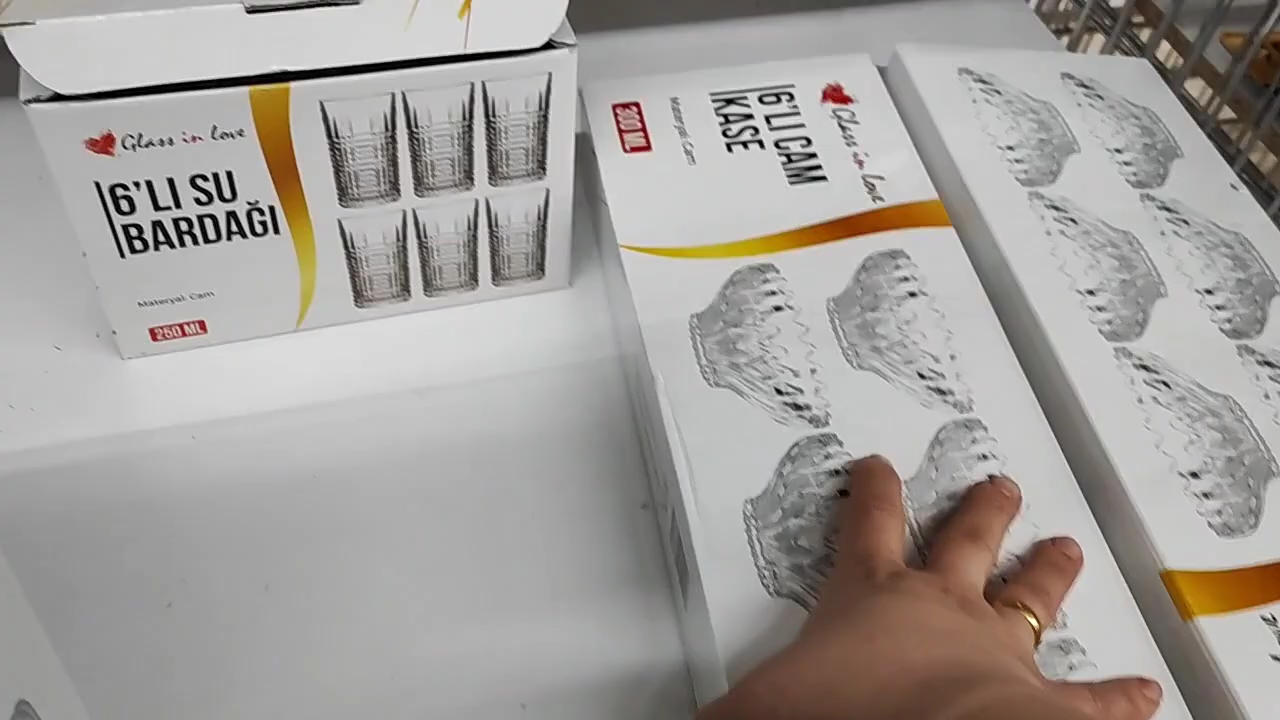 Glass in love
6'LI SU
BARDAĞI
Materyal: Cam
250 ML
Glass in love
6'LI CAM
KASE
Materyal: Cam
200 ML